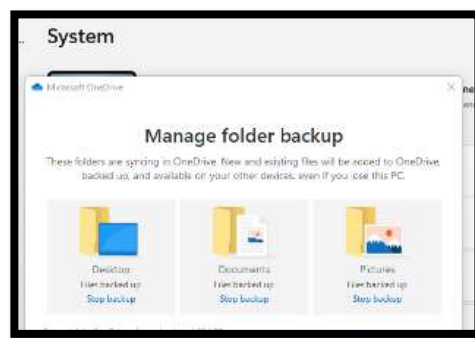 System
Microsoft OneDrive
Manage folder backup
These folders are syncing in OneDrive. New and existing files will be added to OneDrive,
backed up, and available on your other devices, even if you lose this PC.
Desktop
Files backed up
Stop backup
Documents
Files backed up
Stop backup
Pictures
Files backed up
Stop backup